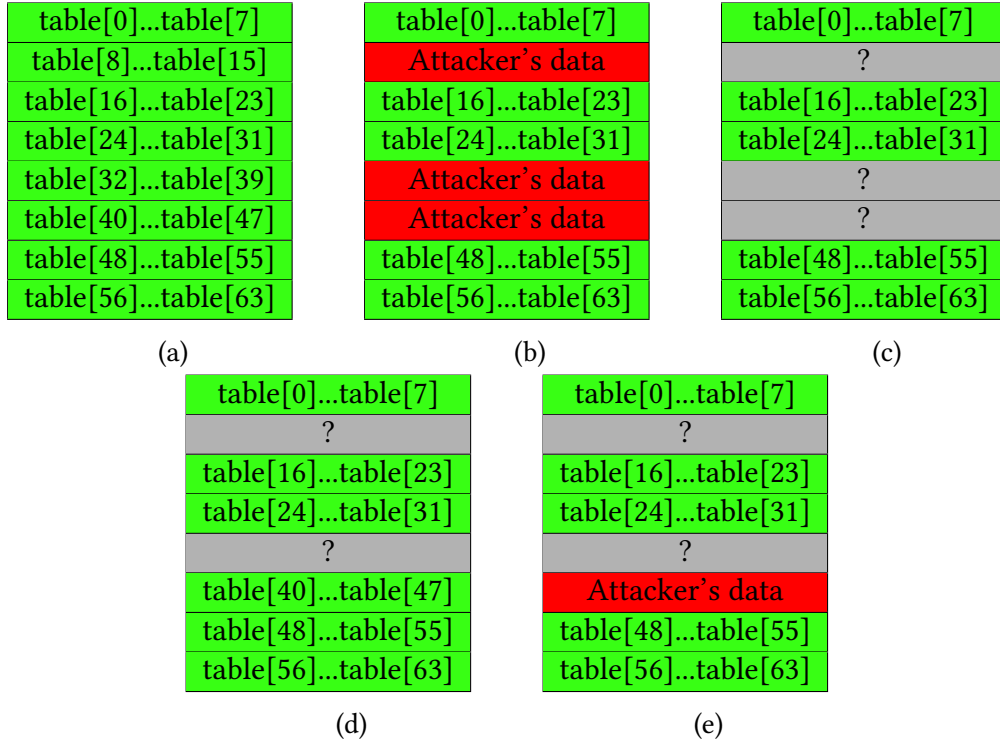 table[0]...table[7]
table[8]...table[15]
table[16]...table[23]
table[24]...table[31]
table[32]...table[39]
table[40]...table[47]
table[48]...table[55]
table[56]...table[63]
(a)
table[0]...table[7]
Attacker's data
table[16]...table[23]
table[24]...table[31]
Attacker's data
Attacker's data
table[48]...table[55]
table[56]...table[63]
(b)
table[0]...table[7]
?
table[16]...table[23]
table[24]...table[31]
?
?
table[48]...table[55]
table[56]...table[63]
(c)
table[0]...table[7]
?
table[16]...table[23]
table[24]...table[31]
?
table[40]...table[47]
table[48]...table[55]
table[56]...table[63]
(d)
table[0]...table[7]
?
table[16]...table[23]
table[24]...table[31]
?
Attacker's data
table[48]...table[55]
table[56]...table[63]
(e)